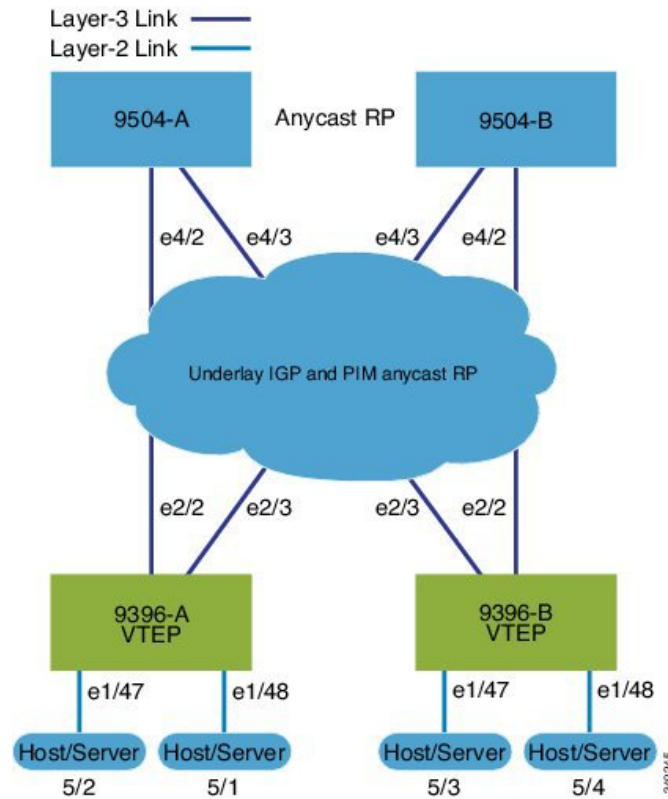 Layer-3 Link
Layer-2 Link
9504-A
Anycast RP
9504-B
e4/2
e4/3
e4/3
e4/2
Underlay IGP and PIM anycast RP
e2/2
e2/3
e2/3
e2/2
9396-A
VTEP
9396-B
VTEP
e1/47
e1/48
e1/47
e1/48
Host/Server
Host/Server
Host/Server
Host/Server
5/2
5/1
5/3
5/4